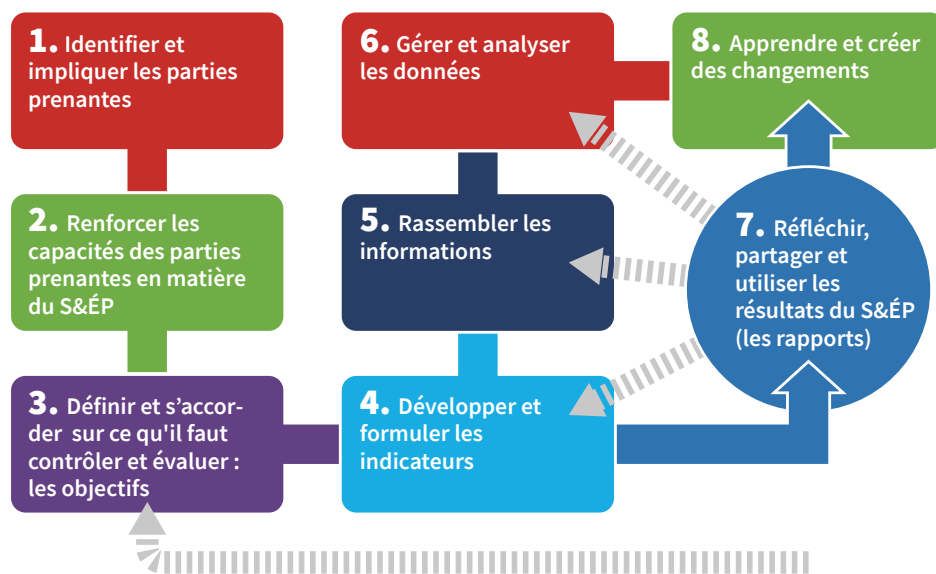 1. Identifier et
impliquer les parties
prenantes
2. Renforcer les
capacités des parties
prenantes en matière
du S&ÉP
3. Définir et s’accor-
der sur ce qu'il faut
contrôler et évaluer :
les objectifs
4. Développer et
formuler les
indicateurs
5. Rassembler les
informations
6. Gérer et analyser
les données
7. Réfléchir,
partager et
utiliser les
résultats du S&ÉP
(les rapports)
8. Apprendre et créer
des changements